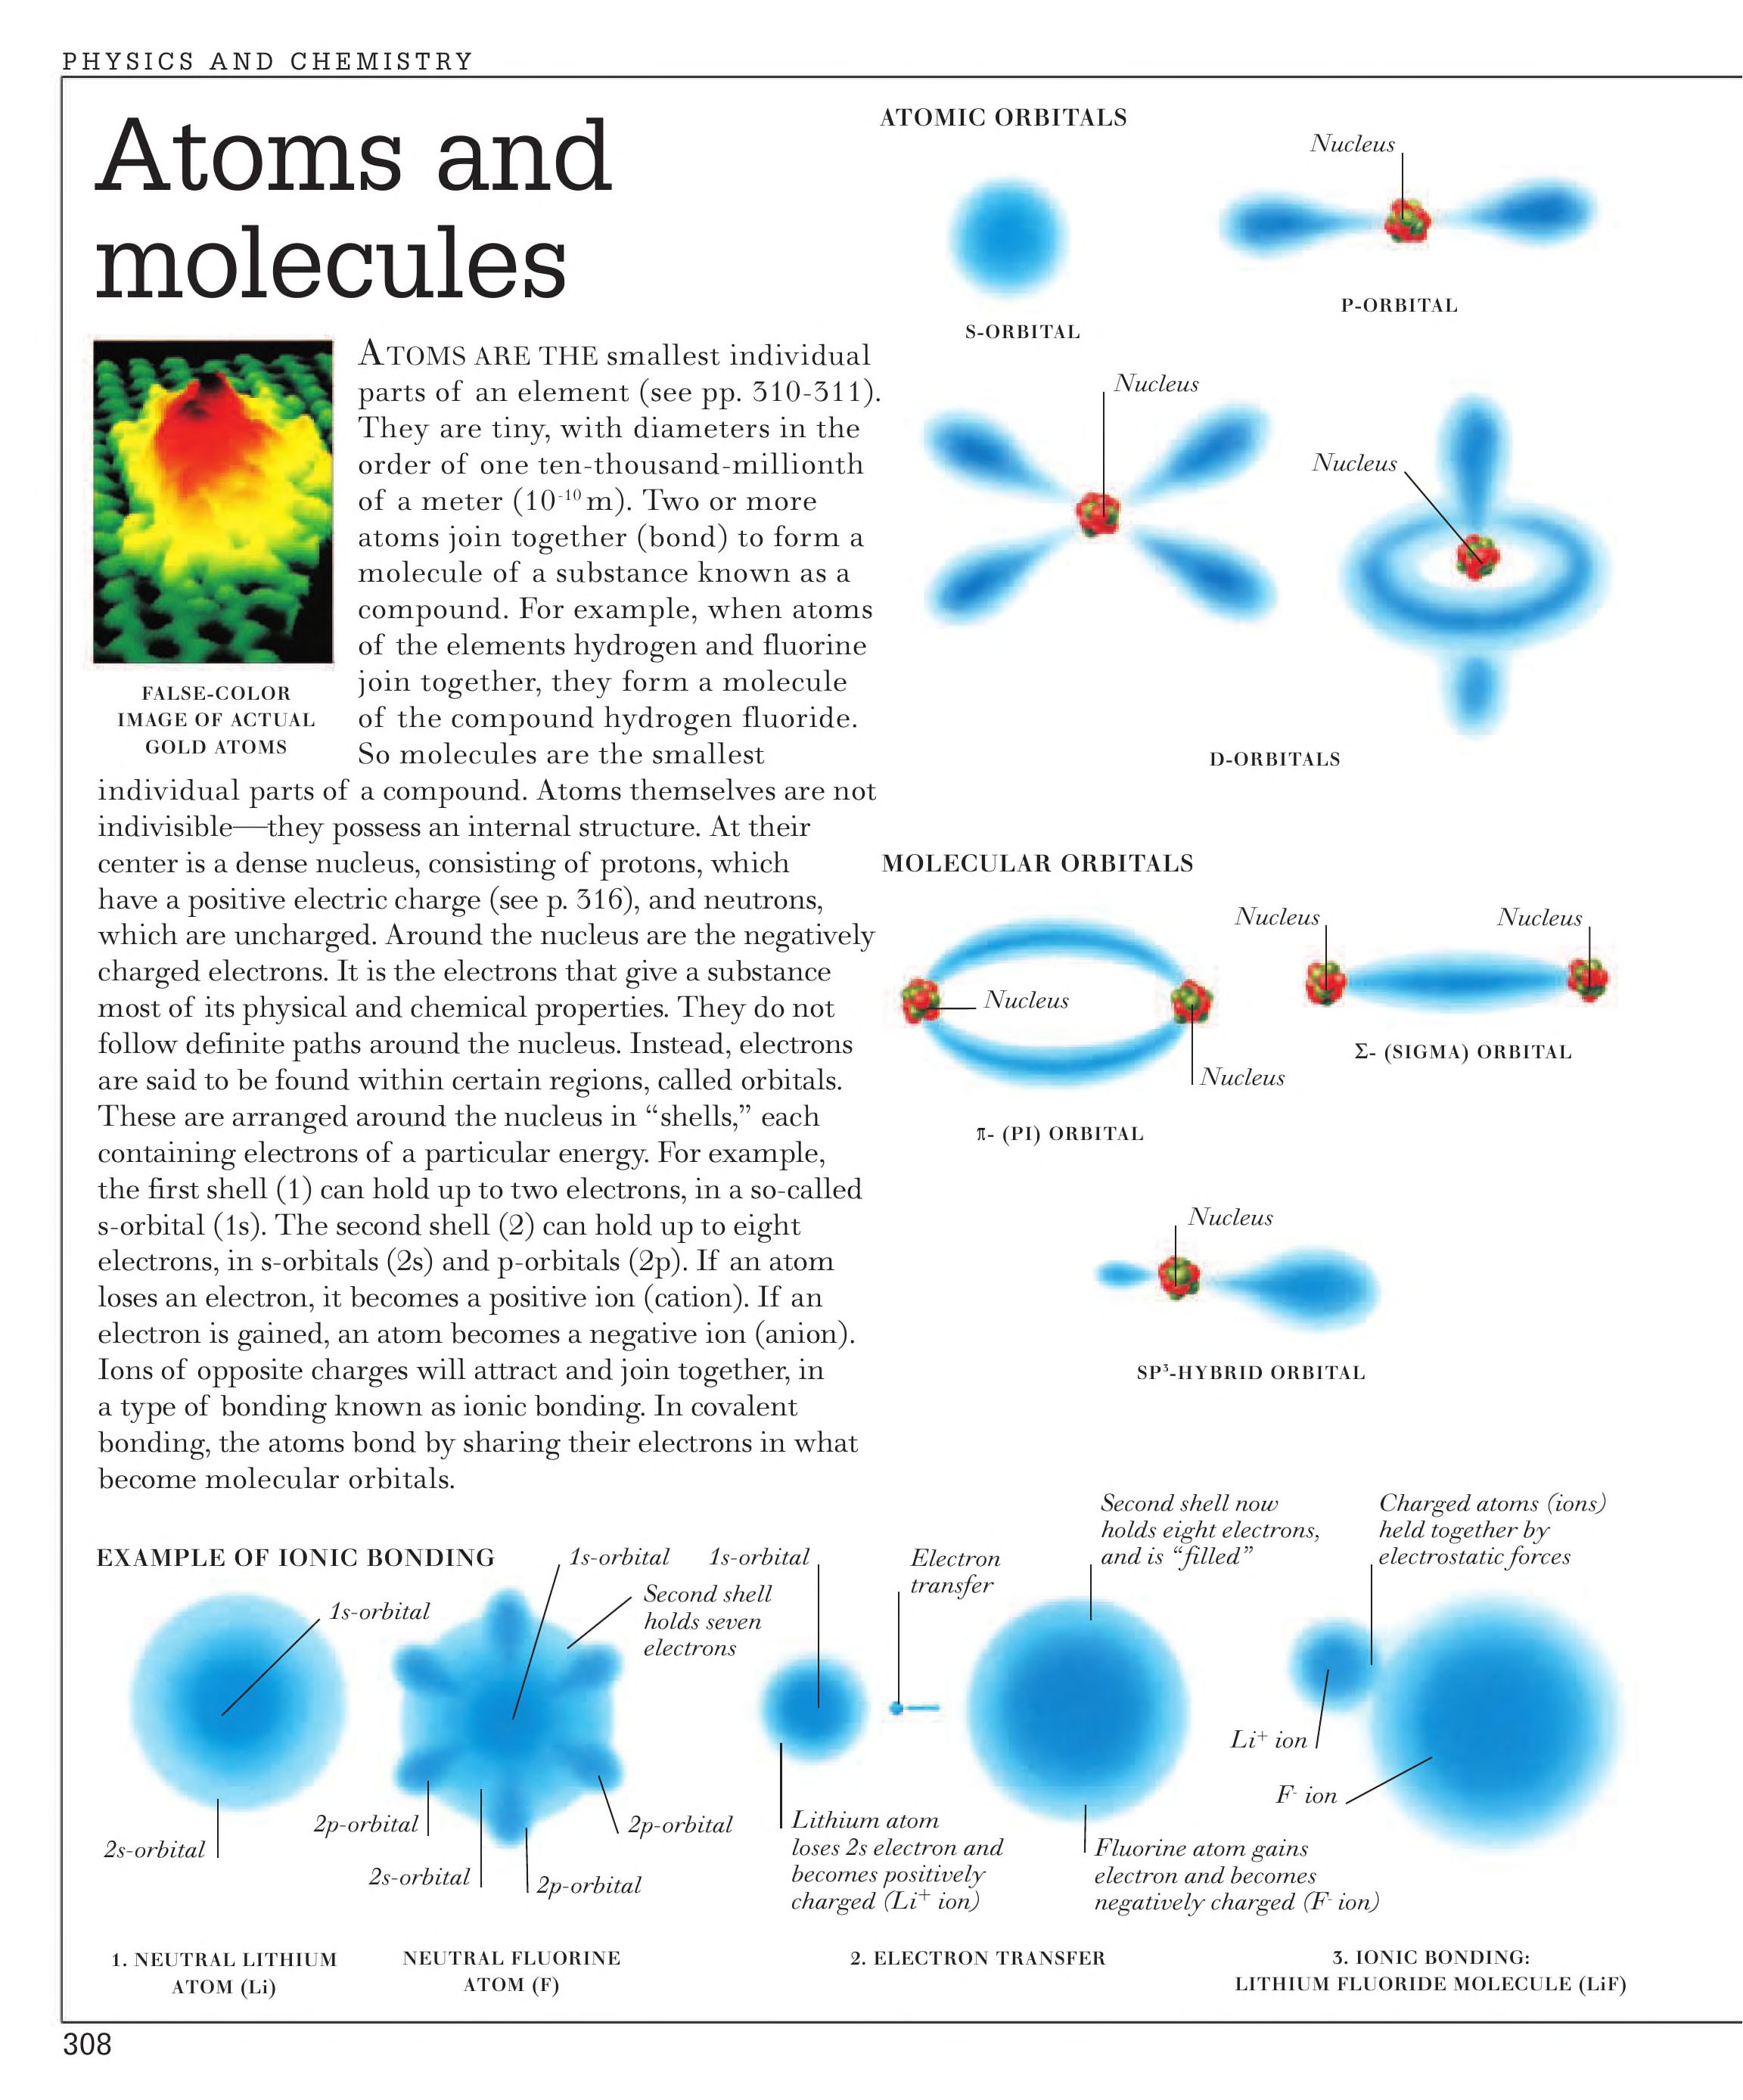 PHYSICS AND CHEMISTRY
Atoms and
molecules
FALSE-COLOR
IMAGE OF ACTUAL
GOLD ATOMS
ATOMS ARE THE smallest individual
parts of an element (see pp. 310-311).
They are tiny, with diameters in the
order of one ten-thousand-millionth
of a meter (10⁻¹⁰ m). Two or more
atoms join together (bond) to form a
molecule of a substance known as a
compound. For example, when atoms
of the elements hydrogen and fluorine
join together, they form a molecule
of the compound hydrogen fluoride.
So molecules are the smallest
individual parts of a compound. Atoms themselves are not
indivisible—they possess an internal structure. At their
center is a dense nucleus, consisting of protons, which
have a positive electric charge (see p. 316), and neutrons,
which are uncharged. Around the nucleus are the negatively
charged electrons. It is the electrons that give a substance
most of its physical and chemical properties. They do not
follow definite paths around the nucleus. Instead, electrons
are said to be found within certain regions, called orbitals.
These are arranged around the nucleus in “shells,” each
containing electrons of a particular energy. For example,
the first shell (1) can hold up to two electrons, in a so-called
s-orbital (1s). The second shell (2) can hold up to eight
electrons, in s-orbitals (2s) and p-orbitals (2p). If an atom
loses an electron, it becomes a positive ion (cation). If an
electron is gained, an atom becomes a negative ion (anion).
Ions of opposite charges will attract and join together, in
a type of bonding known as ionic bonding. In covalent
bonding, the atoms bond by sharing their electrons in what
become molecular orbitals.
ATOMIC ORBITALS
S-ORBITAL
Nucleus
P-ORBITAL
Nucleus
Nucleus
D-ORBITALS
MOLECULAR ORBITALS
Nucleus
Nucleus
π- (PI) ORBITAL
Nucleus
Nucleus
Σ- (SIGMA) ORBITAL
Nucleus
SP³-HYBRID ORBITAL
EXAMPLE OF IONIC BONDING
1s-orbital
2s-orbital
1. NEUTRAL LITHIUM
ATOM (Li)
1s-orbital
Second shell
holds seven
electrons
2p-orbital
2s-orbital
2p-orbital
2p-orbital
NEUTRAL FLUORINE
ATOM (F)
1s-orbital
Electron
transfer
Second shell now
holds eight electrons,
and is “filled”
Lithium atom
loses 2s electron and
becomes positively
charged (Li⁺ ion)
Fluorine atom gains
electron and becomes
negatively charged (F⁻ ion)
2. ELECTRON TRANSFER
Charged atoms (ions)
held together by
electrostatic forces
Li⁺ ion
F⁻ ion
3. IONIC BONDING:
LITHIUM FLUORIDE MOLECULE (LiF)
308